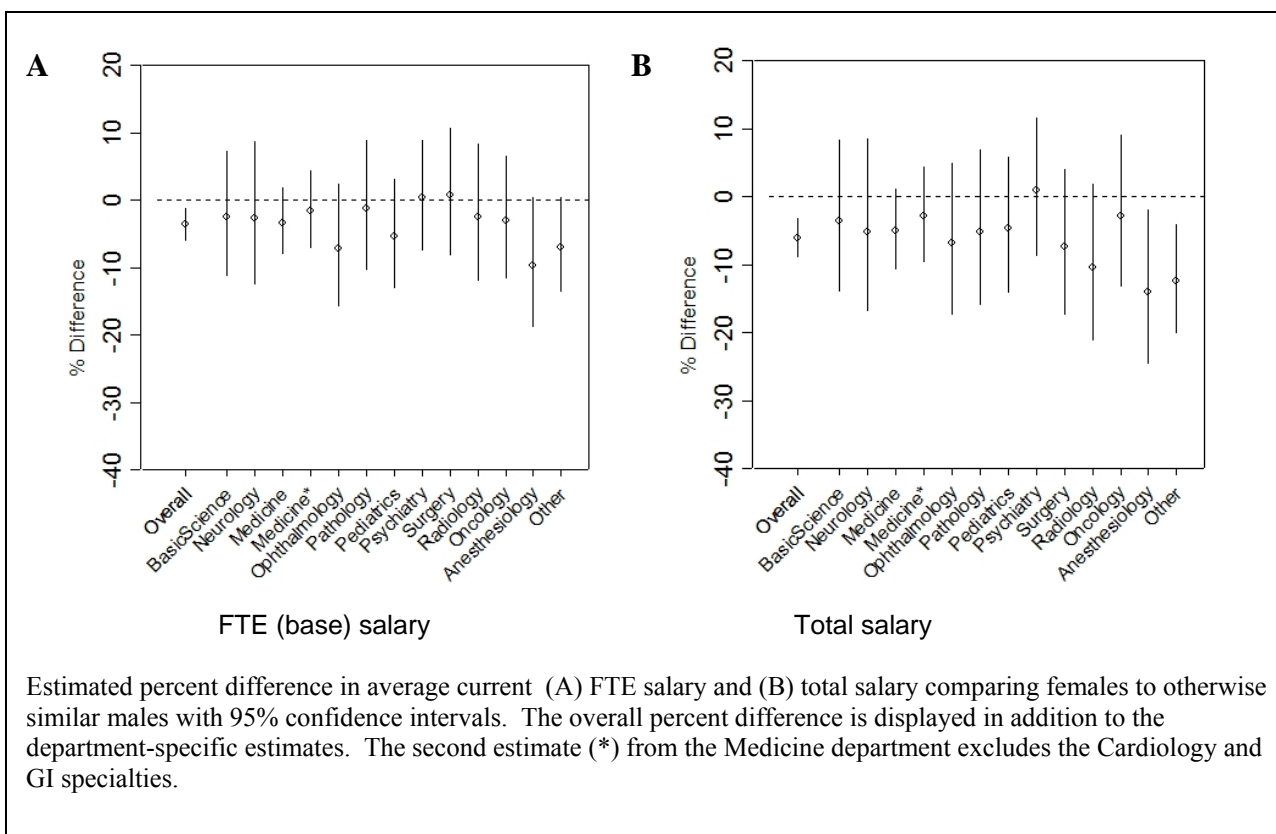 A
20
10
0
-10
-20
-30
-40
% Difference
Overall
BasicScience
Neurology
Medicine
Medicine*
Ophthalmology
Pathology
Pediatrics
Psychiatry
Surgery
Radiology
Oncology
Anesthesiology
Other
FTE (base) salary
B
20
10
0
-10
-20
-30
-40
% Difference
Overall
BasicScience
Neurology
Medicine
Medicine*
Ophthalmology
Pathology
Pediatrics
Psychiatry
Surgery
Radiology
Oncology
Anesthesiology
Other
Total salary
Estimated percent difference in average current (A) FTE salary and (B) total salary comparing females to otherwise
similar males with 95% confidence intervals. The overall percent difference is displayed in addition to the
department-specific estimates. The second estimate (*) from the Medicine department excludes the Cardiology and
GI specialties.